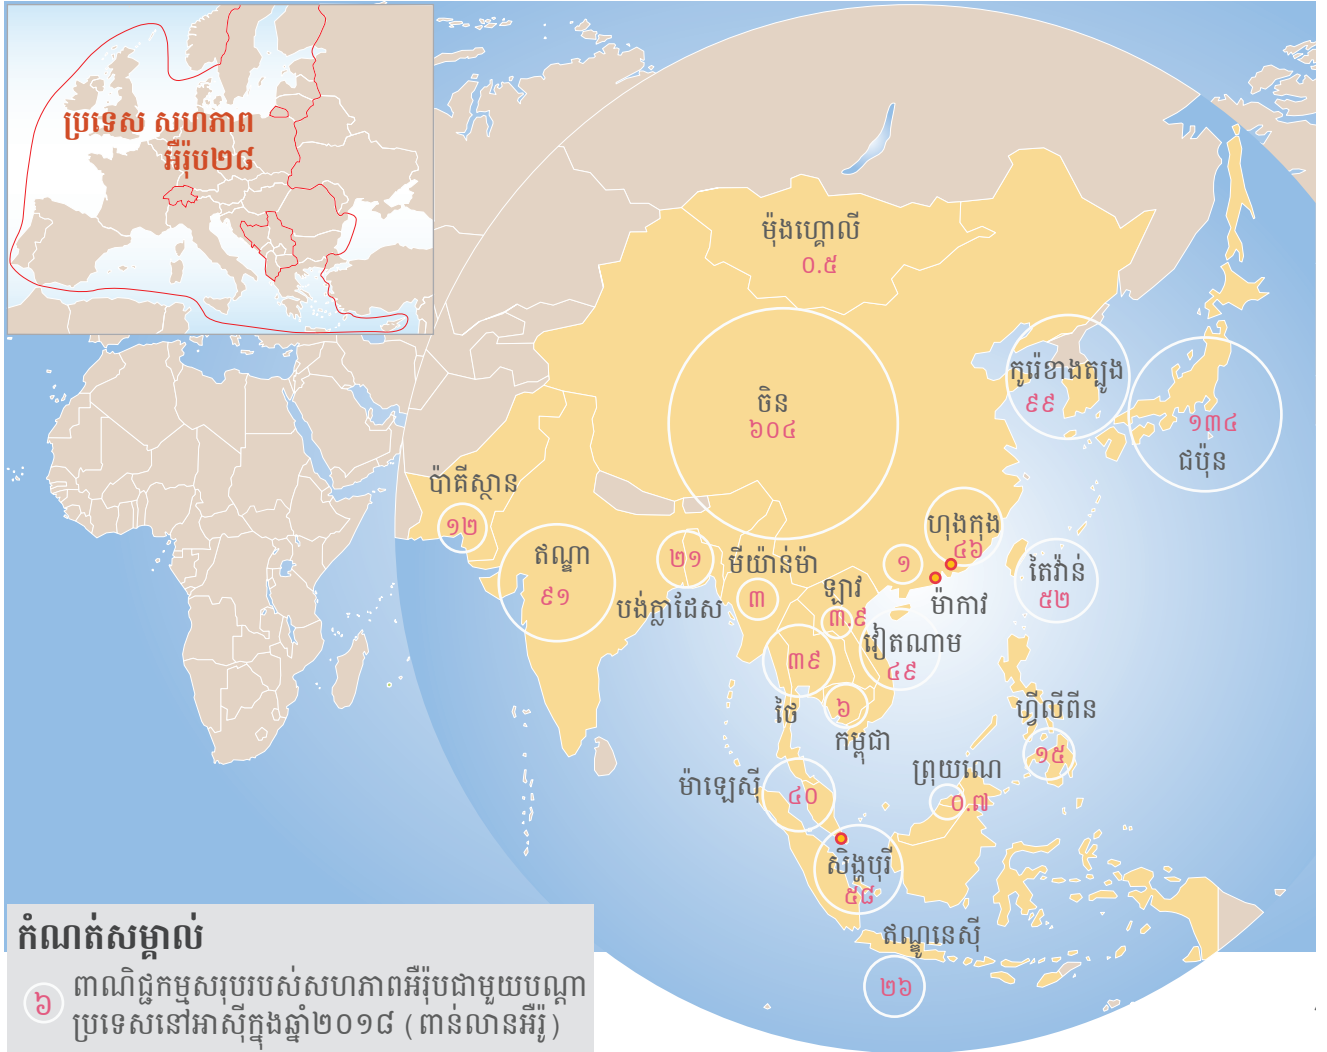 ប្រទេស សហភាព
អឺរ៉ុប២៨
ម៉ុងហ្គោលី
០.៥
ចិន
៦០៤
កូរ៉េខាងត្បូង
៩៩
១៣៤
ជប៉ុន
ប៉ាគីស្ថាន
១២
ឥណ្ឌា
៩១
២១
បង់ក្លាដែស
មីយ៉ាន់ម៉ា
៣
ហុងកុង
៤៦
១
ម៉ាកាវ
តៃវ៉ាន់
៥២
ឡាវ
៣.៩
វៀតណាម
៤៩
៣៩
ថៃ
៦
កម្ពុជា
ហ្វីលីពីន
១៥
ព្រុយណេ
០.៧
ម៉ាឡេស៊ី
៤០
សិង្ហបុរី
៥៨
ឥណ្ឌូនេស៊ី
២៦
កំណត់សម្គាល់
៦
ពាណិជ្ជកម្មសរុបរបស់សហភាពអឺរ៉ុបជាមួយបណ្តា
ប្រទេសនៅអាស៊ីក្នុងឆ្នាំ២០១៨ (ពាន់លានអឺរ៉ូ)